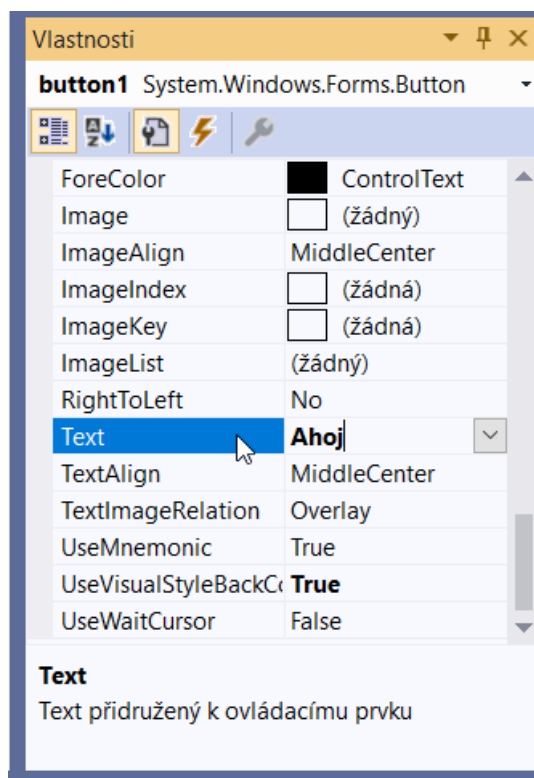 Vlastnosti
button1 System.Windows.Forms.Button
ForeColor ControlText
Image (žádný)
ImageAlign MiddleCenter
ImageIndex (žádná)
ImageKey (žádná)
ImageList (žádný)
RightToLeft No
Text Ahoj
TextAlign MiddleCenter
TextImageRelation Overlay
UseMnemonic True
UseVisualStyleBackCo True
UseWaitCursor False
Text
Text přidružený k ovládacímu prvku